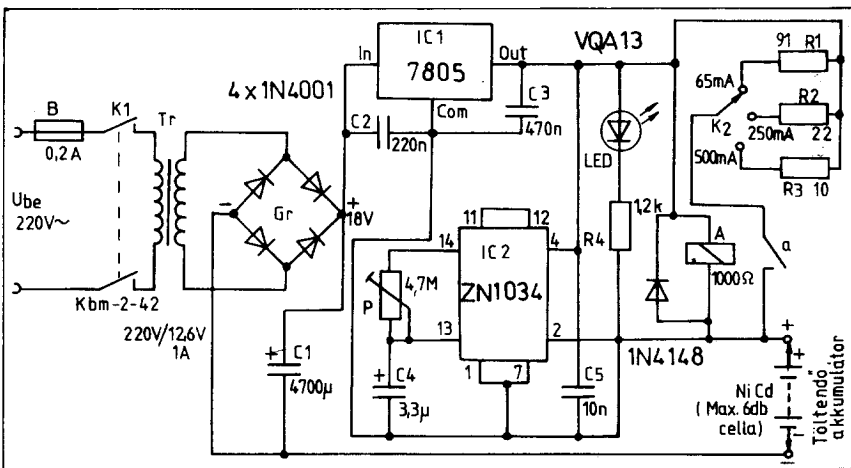 IC1
7805
In
Out
Com
VQA13
4 x 1N4001
C2
220n
C3
470n
LED
91
R1
65mA
K2
R2
250mA
22
500mA
R3
10
B
0,2A
K1
Tr
Ube
220V~
Kbm-2-42
220V/12,6V
1A
-
Gr
+
18V
+
C1
4700µ
14
11
12
4
IC2
ZN1034
P
4,7M
13
2
1
7
+
C4
3,3µ
C5
10n
R4
1,2k
A
1000Ω
a
1N4148
+
+
NiCd
(Max. 6db
cella)
-
-
Töltendő
akkumulátor